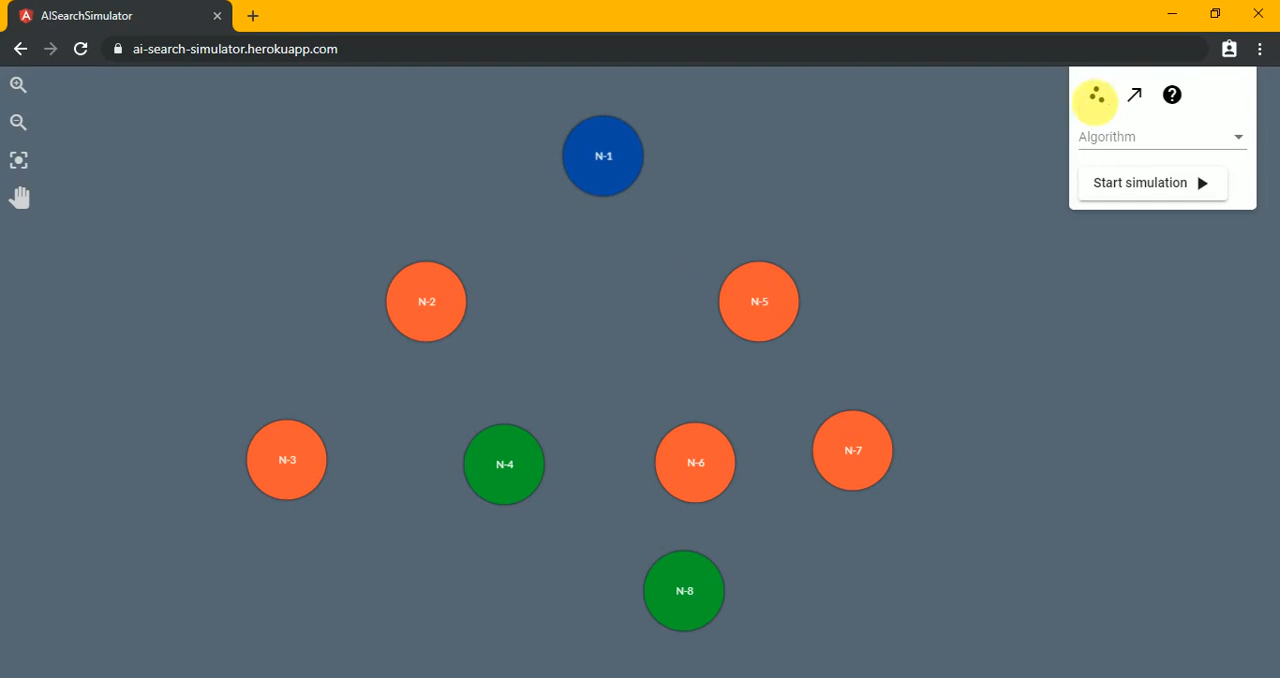 AISearchSimulator
ai-search-simulator.herokuapp.com
Algorithm
Start simulation
N-1
N-2
N-5
N-3
N-4
N-6
N-7
N-8